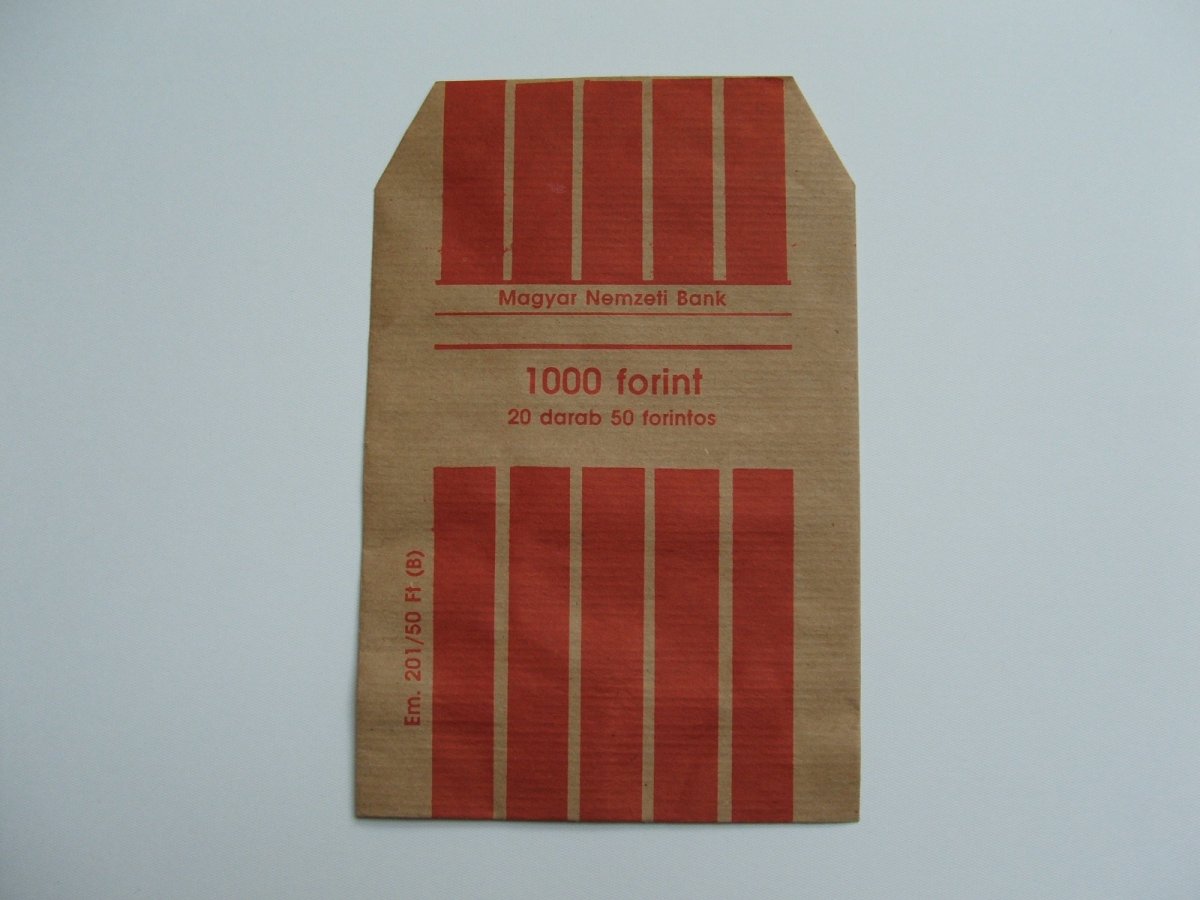 Magyar Nemzeti Bank
1000 forint
20 darab 50 forintos
Em. 201/50 Ft (B)